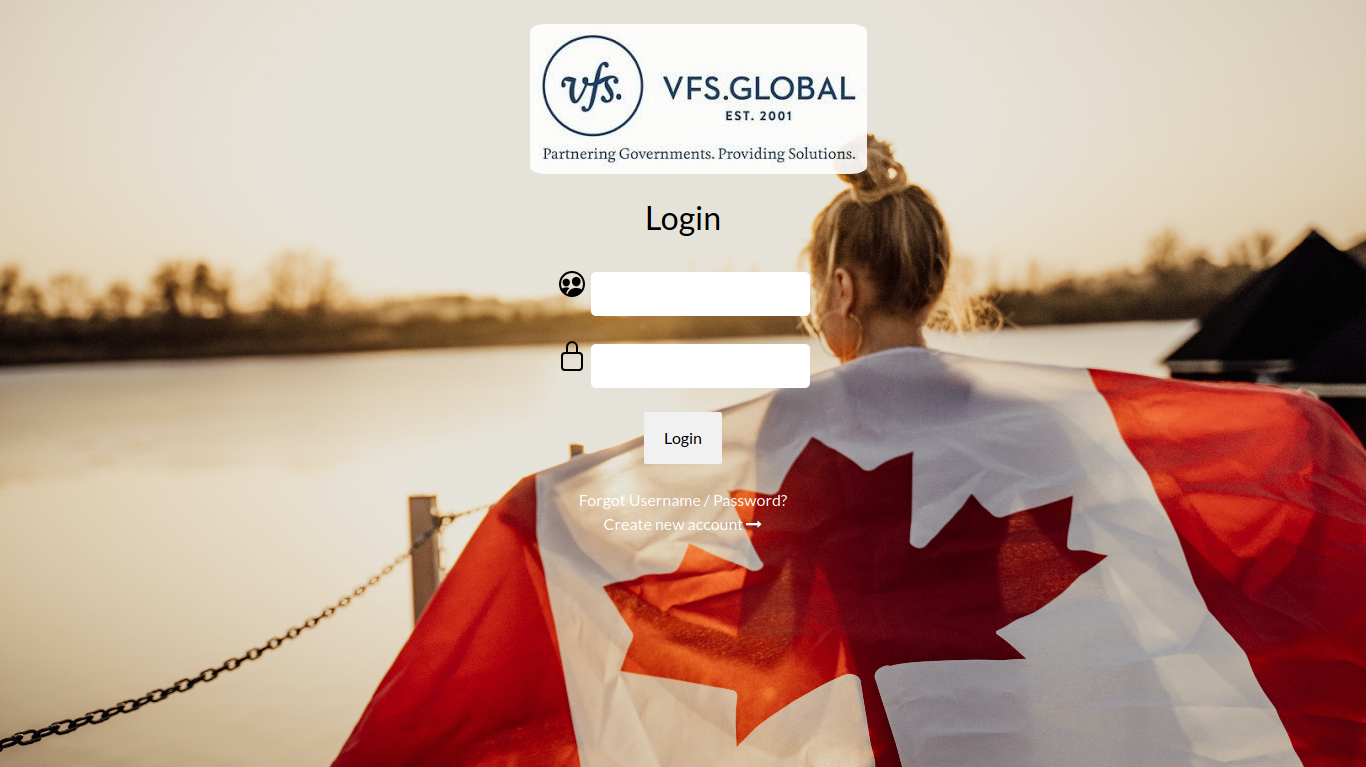 vfs.
VFS.GLOBAL
EST. 2001
Partnering Governments. Providing Solutions.
Login
Login
Forgot Username / Password?
Create new account